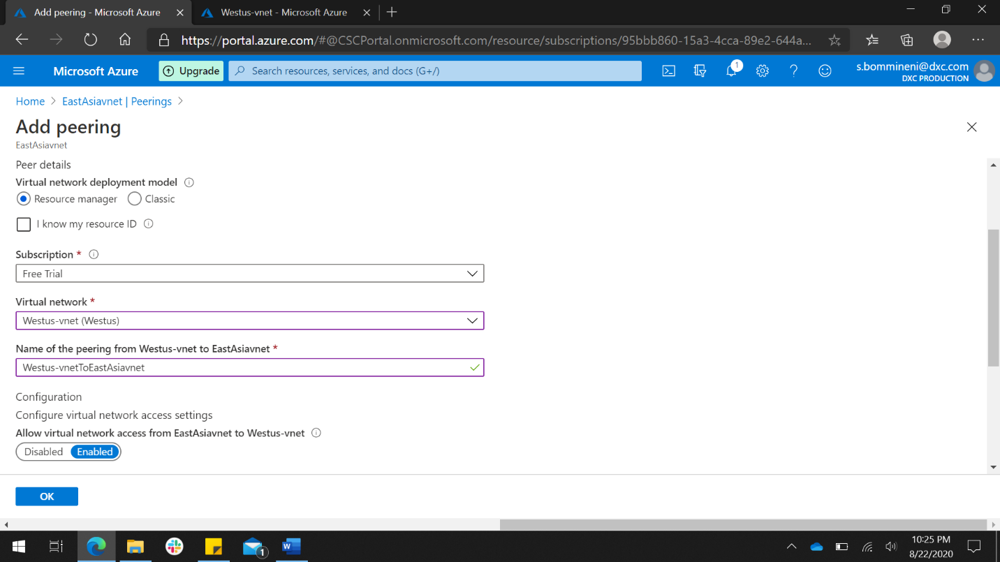 Add peering - Microsoft Azure
Westus-vnet - Microsoft Azure
https://portal.azure.com/#@CSCPortal.onmicrosoft.com/resource/subscriptions/95bbb860-15a3-4cca-89e2-644a...
Microsoft Azure
Upgrade
Search resources, services, and docs (G+/)
1
s.bommineni@dxc.com
DXC PRODUCTION
Home > EastAsiavnet | Peerings >
Add peering
EastAsiavnet
Peer details
Virtual network deployment model
Resource manager Classic
I know my resource ID
Subscription *
Free Trial
Virtual network *
Westus-vnet (Westus)
Name of the peering from Westus-vnet to EastAsiavnet *
Westus-vnetToEastAsiavnet
Configuration
Configure virtual network access settings
Allow virtual network access from EastAsiavnet to Westus-vnet
Disabled Enabled
OK
1
W
10:25 PM
8/22/2020